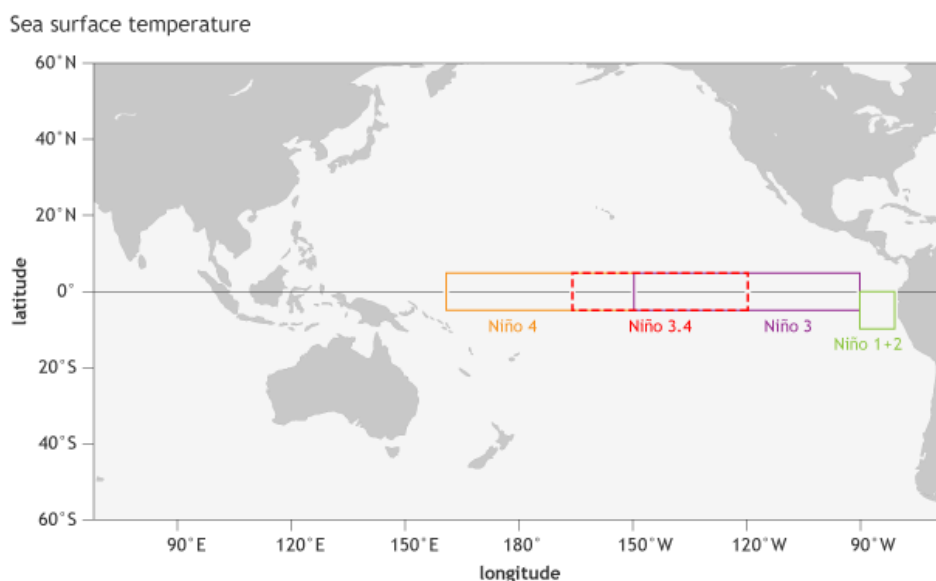 Sea surface temperature
60°N
40°N
20°N
0°
20°S
40°S
60°S
latitude
Niño 4
Niño 3.4
Niño 3
Niño 1+2
90°E
120°E
150°E
180°
150°W
120°W
90°W
longitude